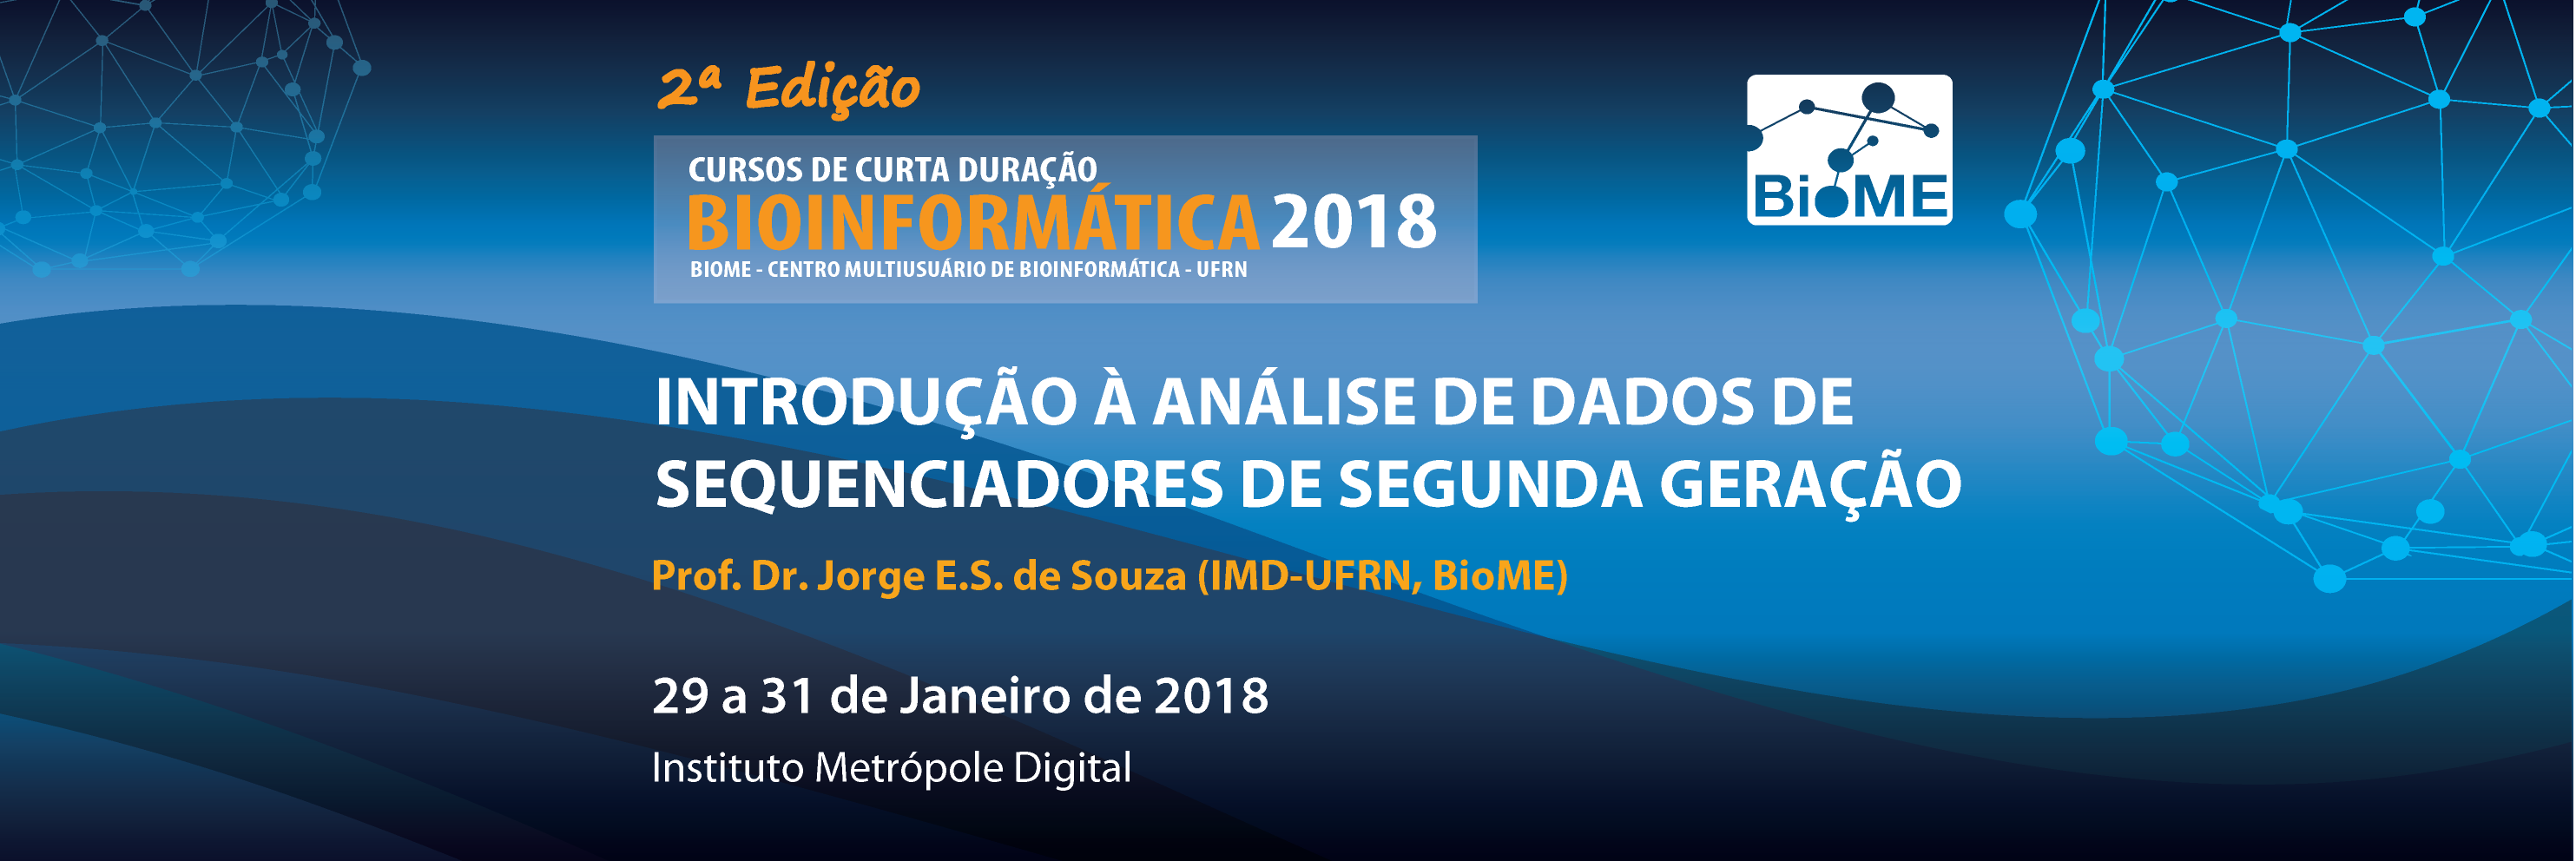 2ª Edição
CURSOS DE CURTA DURAÇÃO
BIOINFORMÁTICA 2018
BIOME - CENTRO MULTIUSUÁRIO DE BIOINFORMÁTICA - UFRN
BiOME
INTRODUÇÃO À ANÁLISE DE DADOS DE
SEQUENCIADORES DE SEGUNDA GERAÇÃO
Prof. Dr. Jorge E.S. de Souza (IMD-UFRN, BioME)
29 a 31 de Janeiro de 2018
Instituto Metrópole Digital